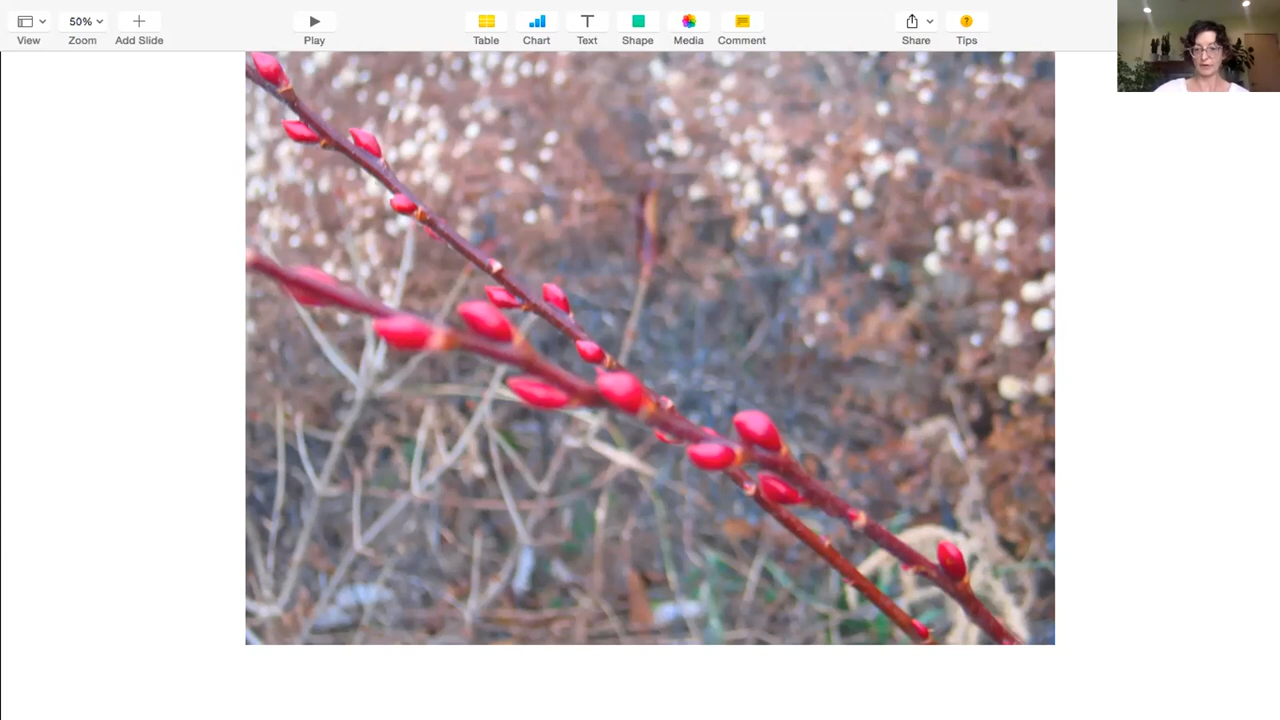 50%
View
Zoom
Add Slide
Play
Table
Chart
Text
Shape
Media
Comment
Share
Tips